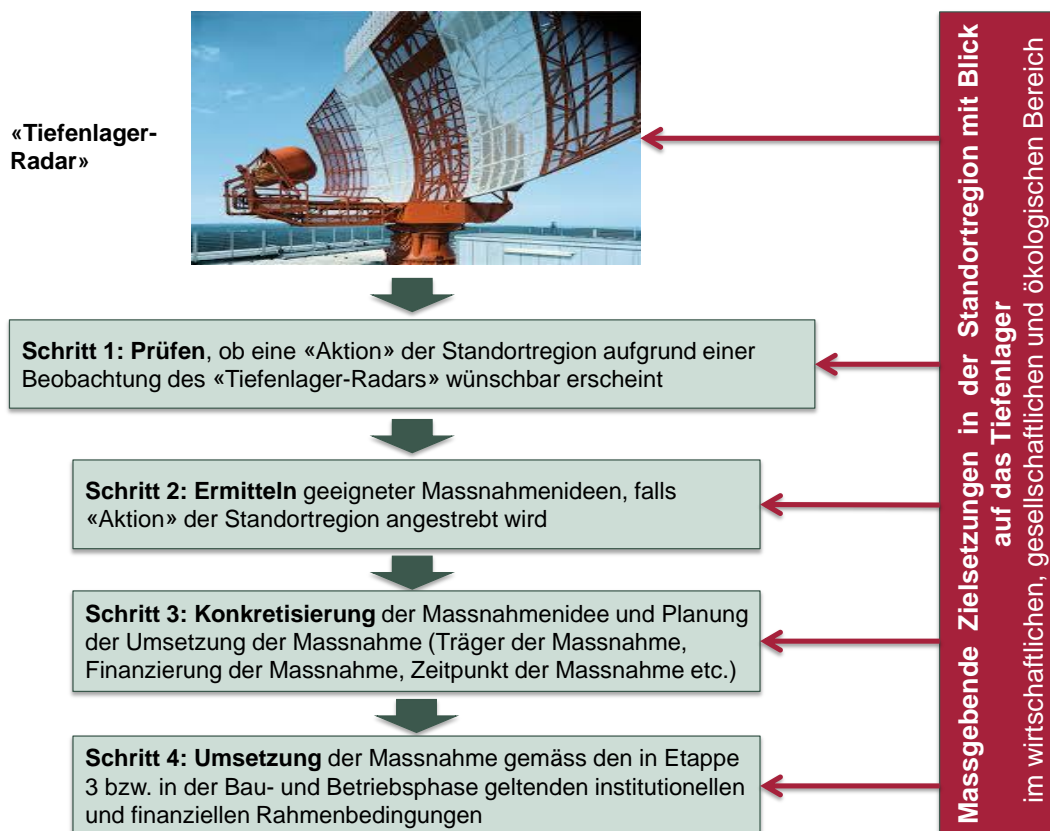 «Tiefenlager-
Radar»
Schritt 1: Prüfen, ob eine «Aktion» der Standortregion aufgrund einer
Beobachtung des «Tiefenlager-Radars» wünschbar erscheint
Schritt 2: Ermitteln geeigneter Massnahmenideen, falls
«Aktion» der Standortregion angestrebt wird
Schritt 3: Konkretisierung der Massnahmenidee und Planung
der Umsetzung der Massnahme (Träger der Massnahme,
Finanzierung der Massnahme, Zeitpunkt der Massnahme etc.)
Schritt 4: Umsetzung der Massnahme gemäss den in Etappe
3 bzw. in der Bau- und Betriebsphase geltenden institutionellen
und finanziellen Rahmenbedingungen
Massgebende Zielsetzungen in der Standortregion mit Blick
auf das Tiefenlager
im wirtschaftlichen, gesellschaftlichen und ökologischen Bereich